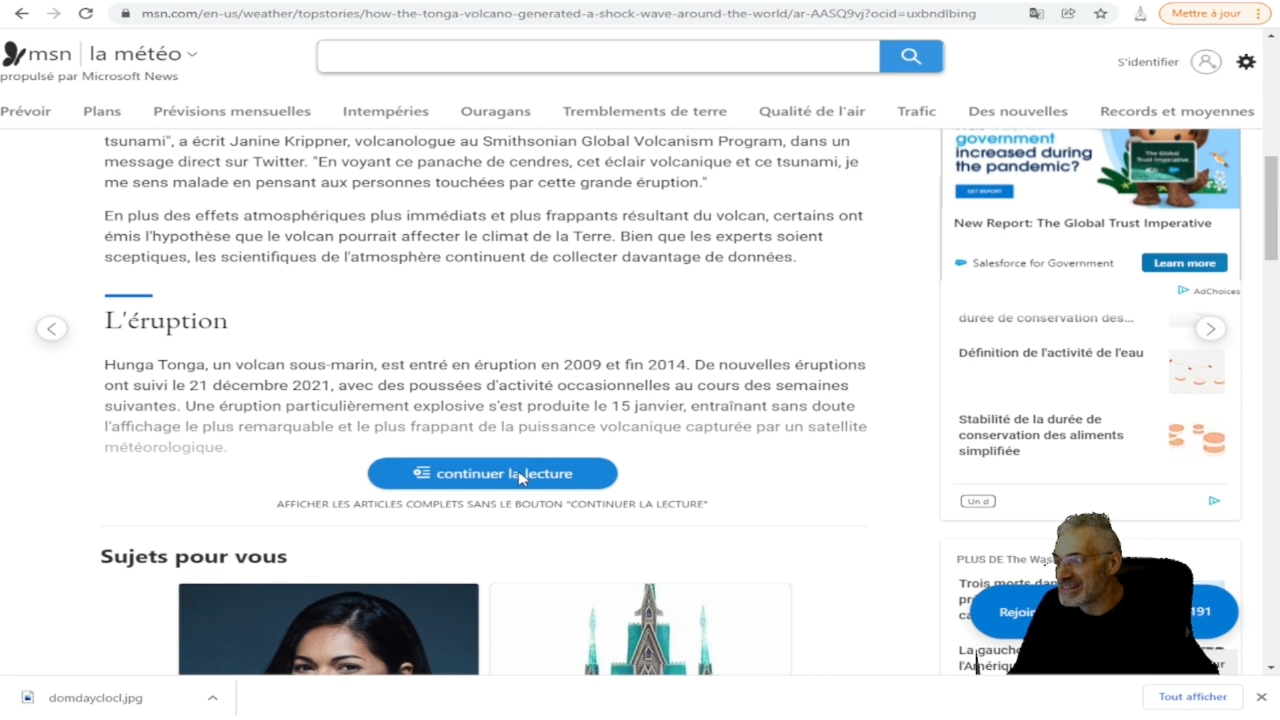 msn.com/en-us/weather/topstories/how-the-tonga-volcano-generated-a-shock-wave-around-the-world/ar-AASQ9vj?ocid=uxbndlbing
Mettre à jour
msn | la météo
propulsé par Microsoft News
S'identifier
Prévoir Plans Prévisions mensuelles Intempéries Ouragans Tremblements de terre Qualité de l'air Trafic Des nouvelles Records et moyennes
tsunami", a écrit Janine Krippner, volcanologue au Smithsonian Global Volcanism Program, dans un
message direct sur Twitter. "En voyant ce panache de cendres, cet éclair volcanique et ce tsunami, je
me sens malade en pensant aux personnes touchées par cette grande éruption."
En plus des effets atmosphériques plus immédiats et plus frappants résultant du volcan, certains ont
émis l'hypothèse que le volcan pourrait affecter le climat de la Terre. Bien que les experts soient
sceptiques, les scientifiques de l'atmosphère continuent de collecter davantage de données.
L'éruption
Hunga Tonga, un volcan sous-marin, est entré en éruption en 2009 et fin 2014. De nouvelles éruptions
ont suivi le 21 décembre 2021, avec des poussées d'activité occasionnelles au cours des semaines
suivantes. Une éruption particulièrement explosive s'est produite le 15 janvier, entraînant sans doute
l'affichage le plus remarquable et le plus frappant de la puissance volcanique capturée par un satellite
météorologique.
continuer la lecture
AFFICHER LES ARTICLES COMPLETS SANS LE BOUTON "CONTINUER LA LECTURE"
Sujets pour vous
government
increased during
the pandemic?
GET REPORT
The Global
Trust Imperative
New Report: The Global Trust Imperative
Salesforce for Government
Learn more
AdChoices
durée de conservation des...
Définition de l'activité de l'eau
Stabilité de la durée de
conservation des aliments
simplifiée
Un d
PLUS DE The Was
Trois morts dan
Rejoin
191
La gauche
l'Amériq
domdayclocl.jpg
Tout afficher